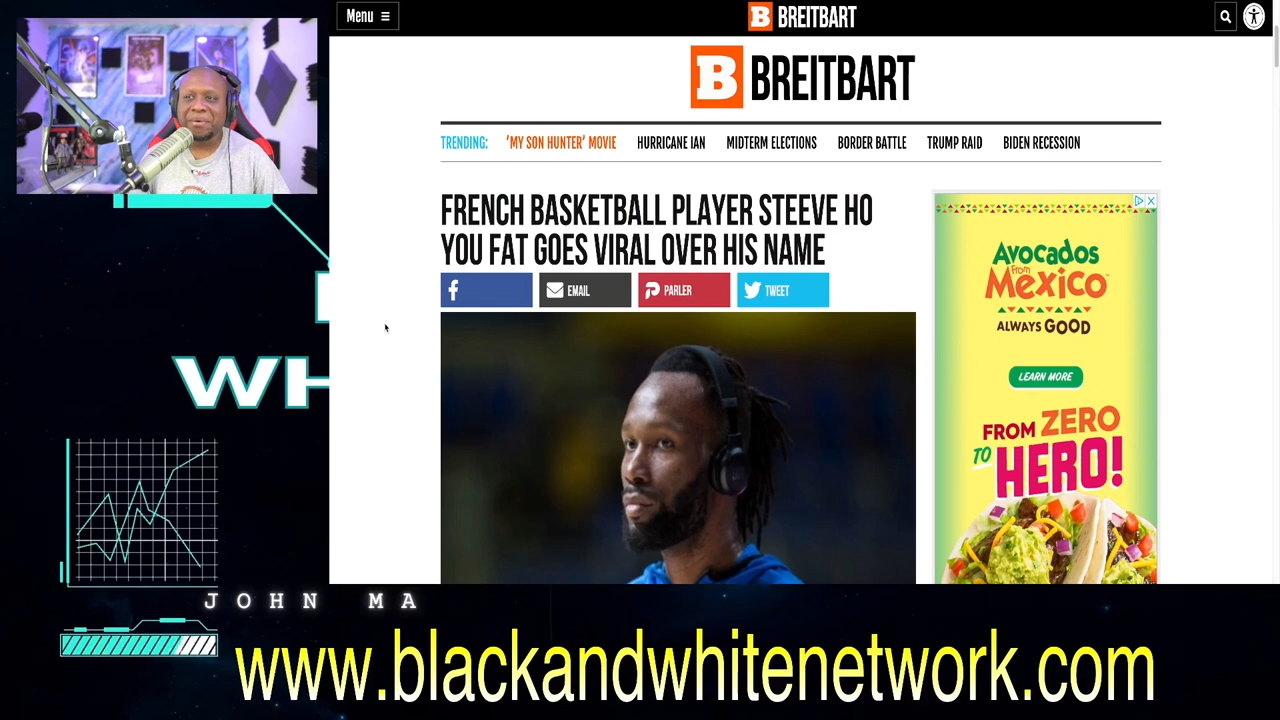 Menu
BREITBART
B BREITBART
TRENDING: 'MY SON HUNTER' MOVIE HURRICANE IAN MIDTERM ELECTIONS BORDER BATTLE TRUMP RAID BIDEN RECESSION
FRENCH BASKETBALL PLAYER STEEVE HO
YOU FAT GOES VIRAL OVER HIS NAME
EMAIL PARLER TWEET
AVOCADOS
From
MEXICO
ALWAYS GOOD
LEARN MORE
FROM ZERO
TO HERO!
WH
JOHN MA
www.blackandwhitenetwork.com